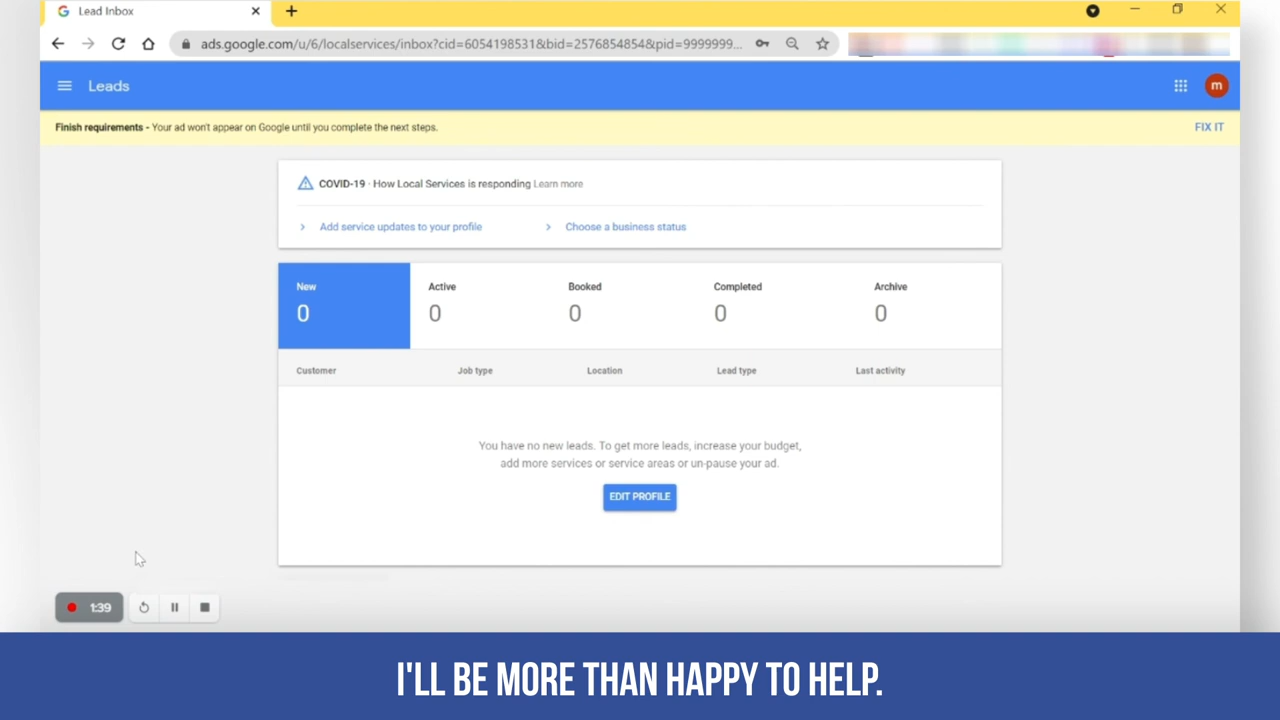 Lead Inbox
ads.google.com/u/6/localservices/inbox?cid=6054198531&bid=2576854854&pid=9999999...
Leads
m
Finish requirements - Your ad won't appear on Google until you complete the next steps.
FIX IT
COVID-19 · How Local Services is responding Learn more
Add service updates to your profile
Choose a business status
New Active Booked Completed Archive
0 0 0 0 0
Customer Job type Location Lead type Last activity
You have no new leads. To get more leads, increase your budget,
add more services or service areas or un-pause your ad.
EDIT PROFILE
1:39
I'LL BE MORE THAN HAPPY TO HELP.